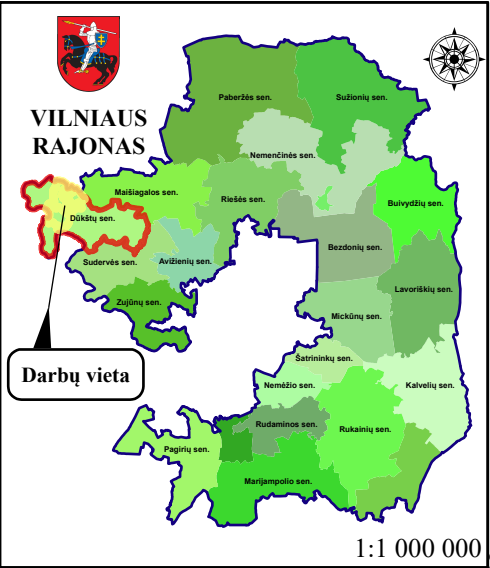 VILNIAUS
RAJONAS
Paberžės sen.
Sužionių sen.
Nemenčinės sen.
Maišiagalos sen.
Riešės sen.
Buivydžių sen.
Dūkštų sen.
Bezdonių sen.
Sudervės sen.
Avižienių sen.
Lavoriškių sen.
Zujūnų sen.
Mickūnų sen.
Šatrininkų sen.
Darbų vieta
Nemėžio sen.
Kalvelių sen.
Rudaminos sen.
Rukainių sen.
Pagirių sen.
Marijampolio sen.
1:1 000 000